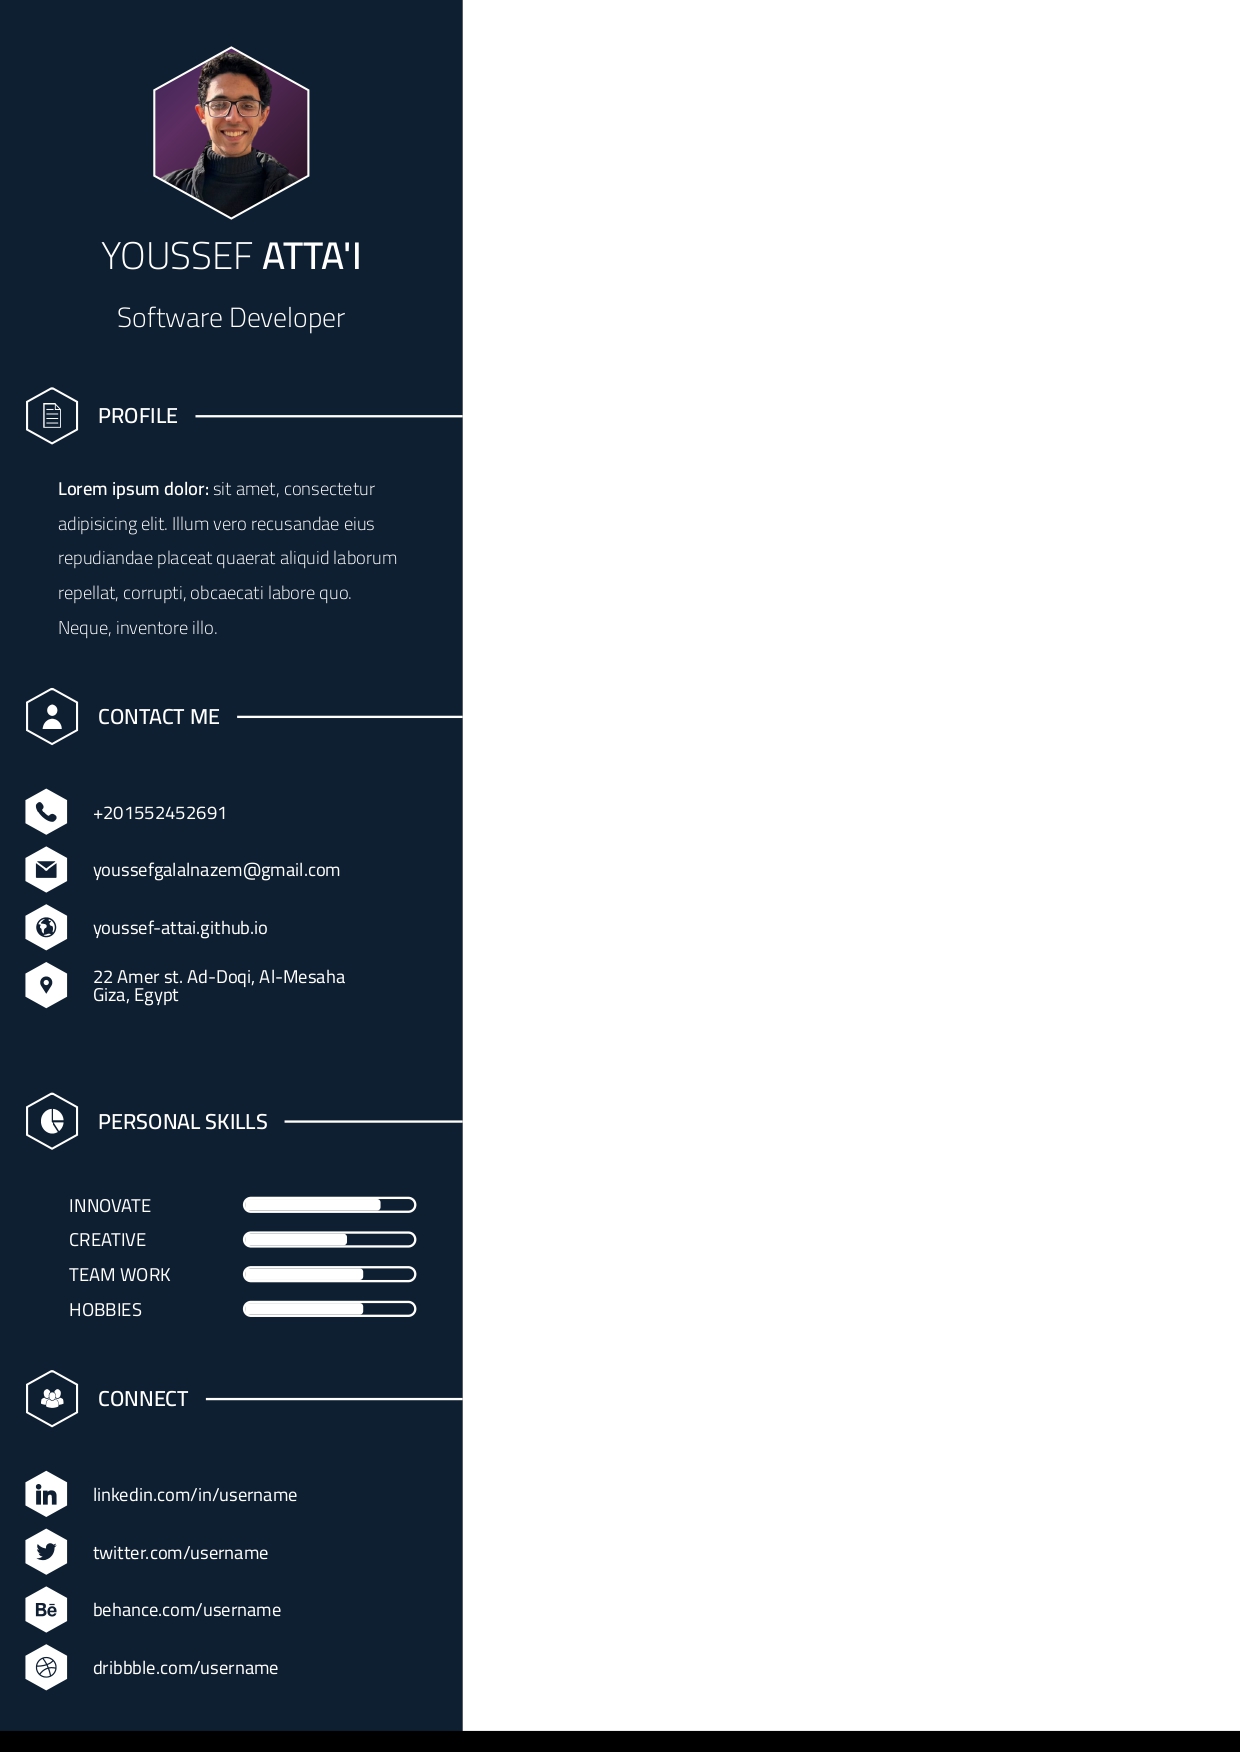 YOUSSEF ATTA'I
Software Developer
PROFILE
Lorem ipsum dolor: sit amet, consectetur
adipisicing elit. Illum vero recusandae eius
repudiandae placeat quaerat aliquid laborum
repellat, corrupti, obcaecati labore quo.
Neque, inventore illo.
CONTACT ME
+201552452691
youssefgalalnazem@gmail.com
youssef-attai.github.io
22 Amer st. Ad-Doqi, Al-Mesaha
Giza, Egypt
PERSONAL SKILLS
INNOVATE
CREATIVE
TEAM WORK
HOBBIES
CONNECT
in linkedin.com/in/username
twitter.com/username
Bē behance.com/username
dribbble.com/username